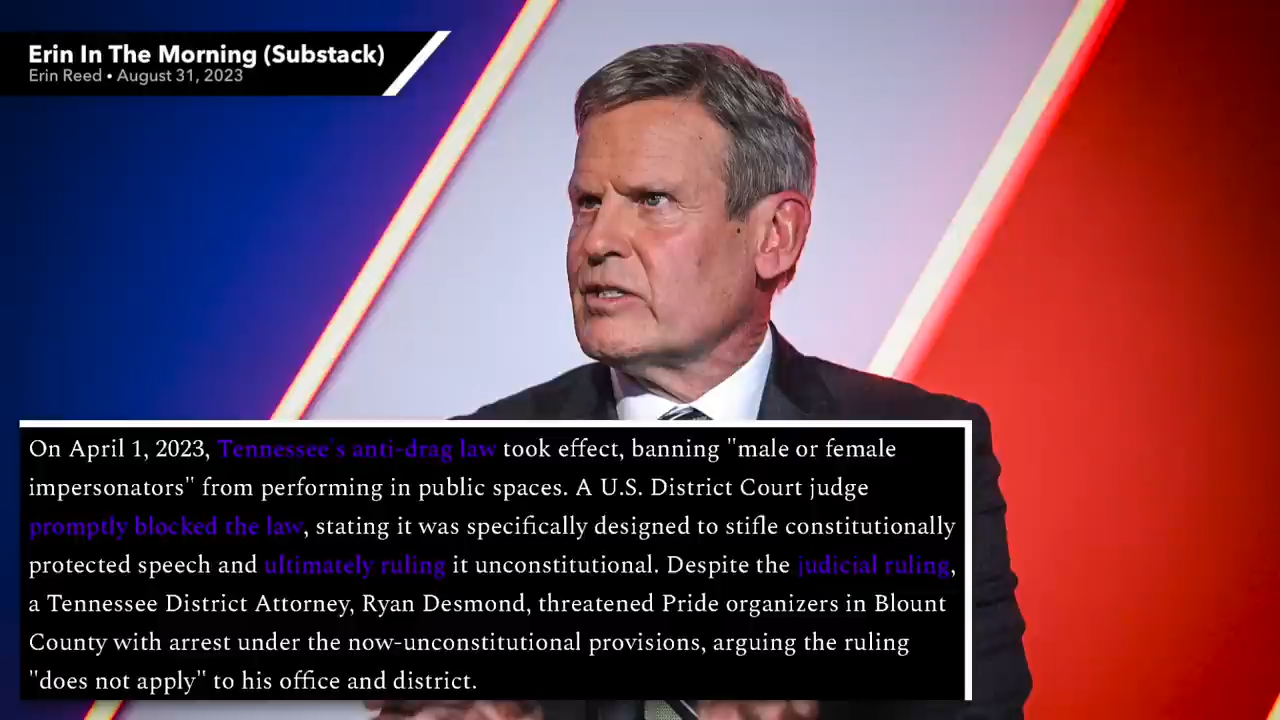 Erin In The Morning (Substack)
Erin Reed • August 31, 2023
On April 1, 2023, Tennessee's anti-drag law took effect, banning "male or female
impersonators" from performing in public spaces. A U.S. District Court judge
promptly blocked the law, stating it was specifically designed to stifle constitutionally
protected speech and ultimately ruling it unconstitutional. Despite the judicial ruling,
a Tennessee District Attorney, Ryan Desmond, threatened Pride organizers in Blount
County with arrest under the now-unconstitutional provisions, arguing the ruling
"does not apply" to his office and district.